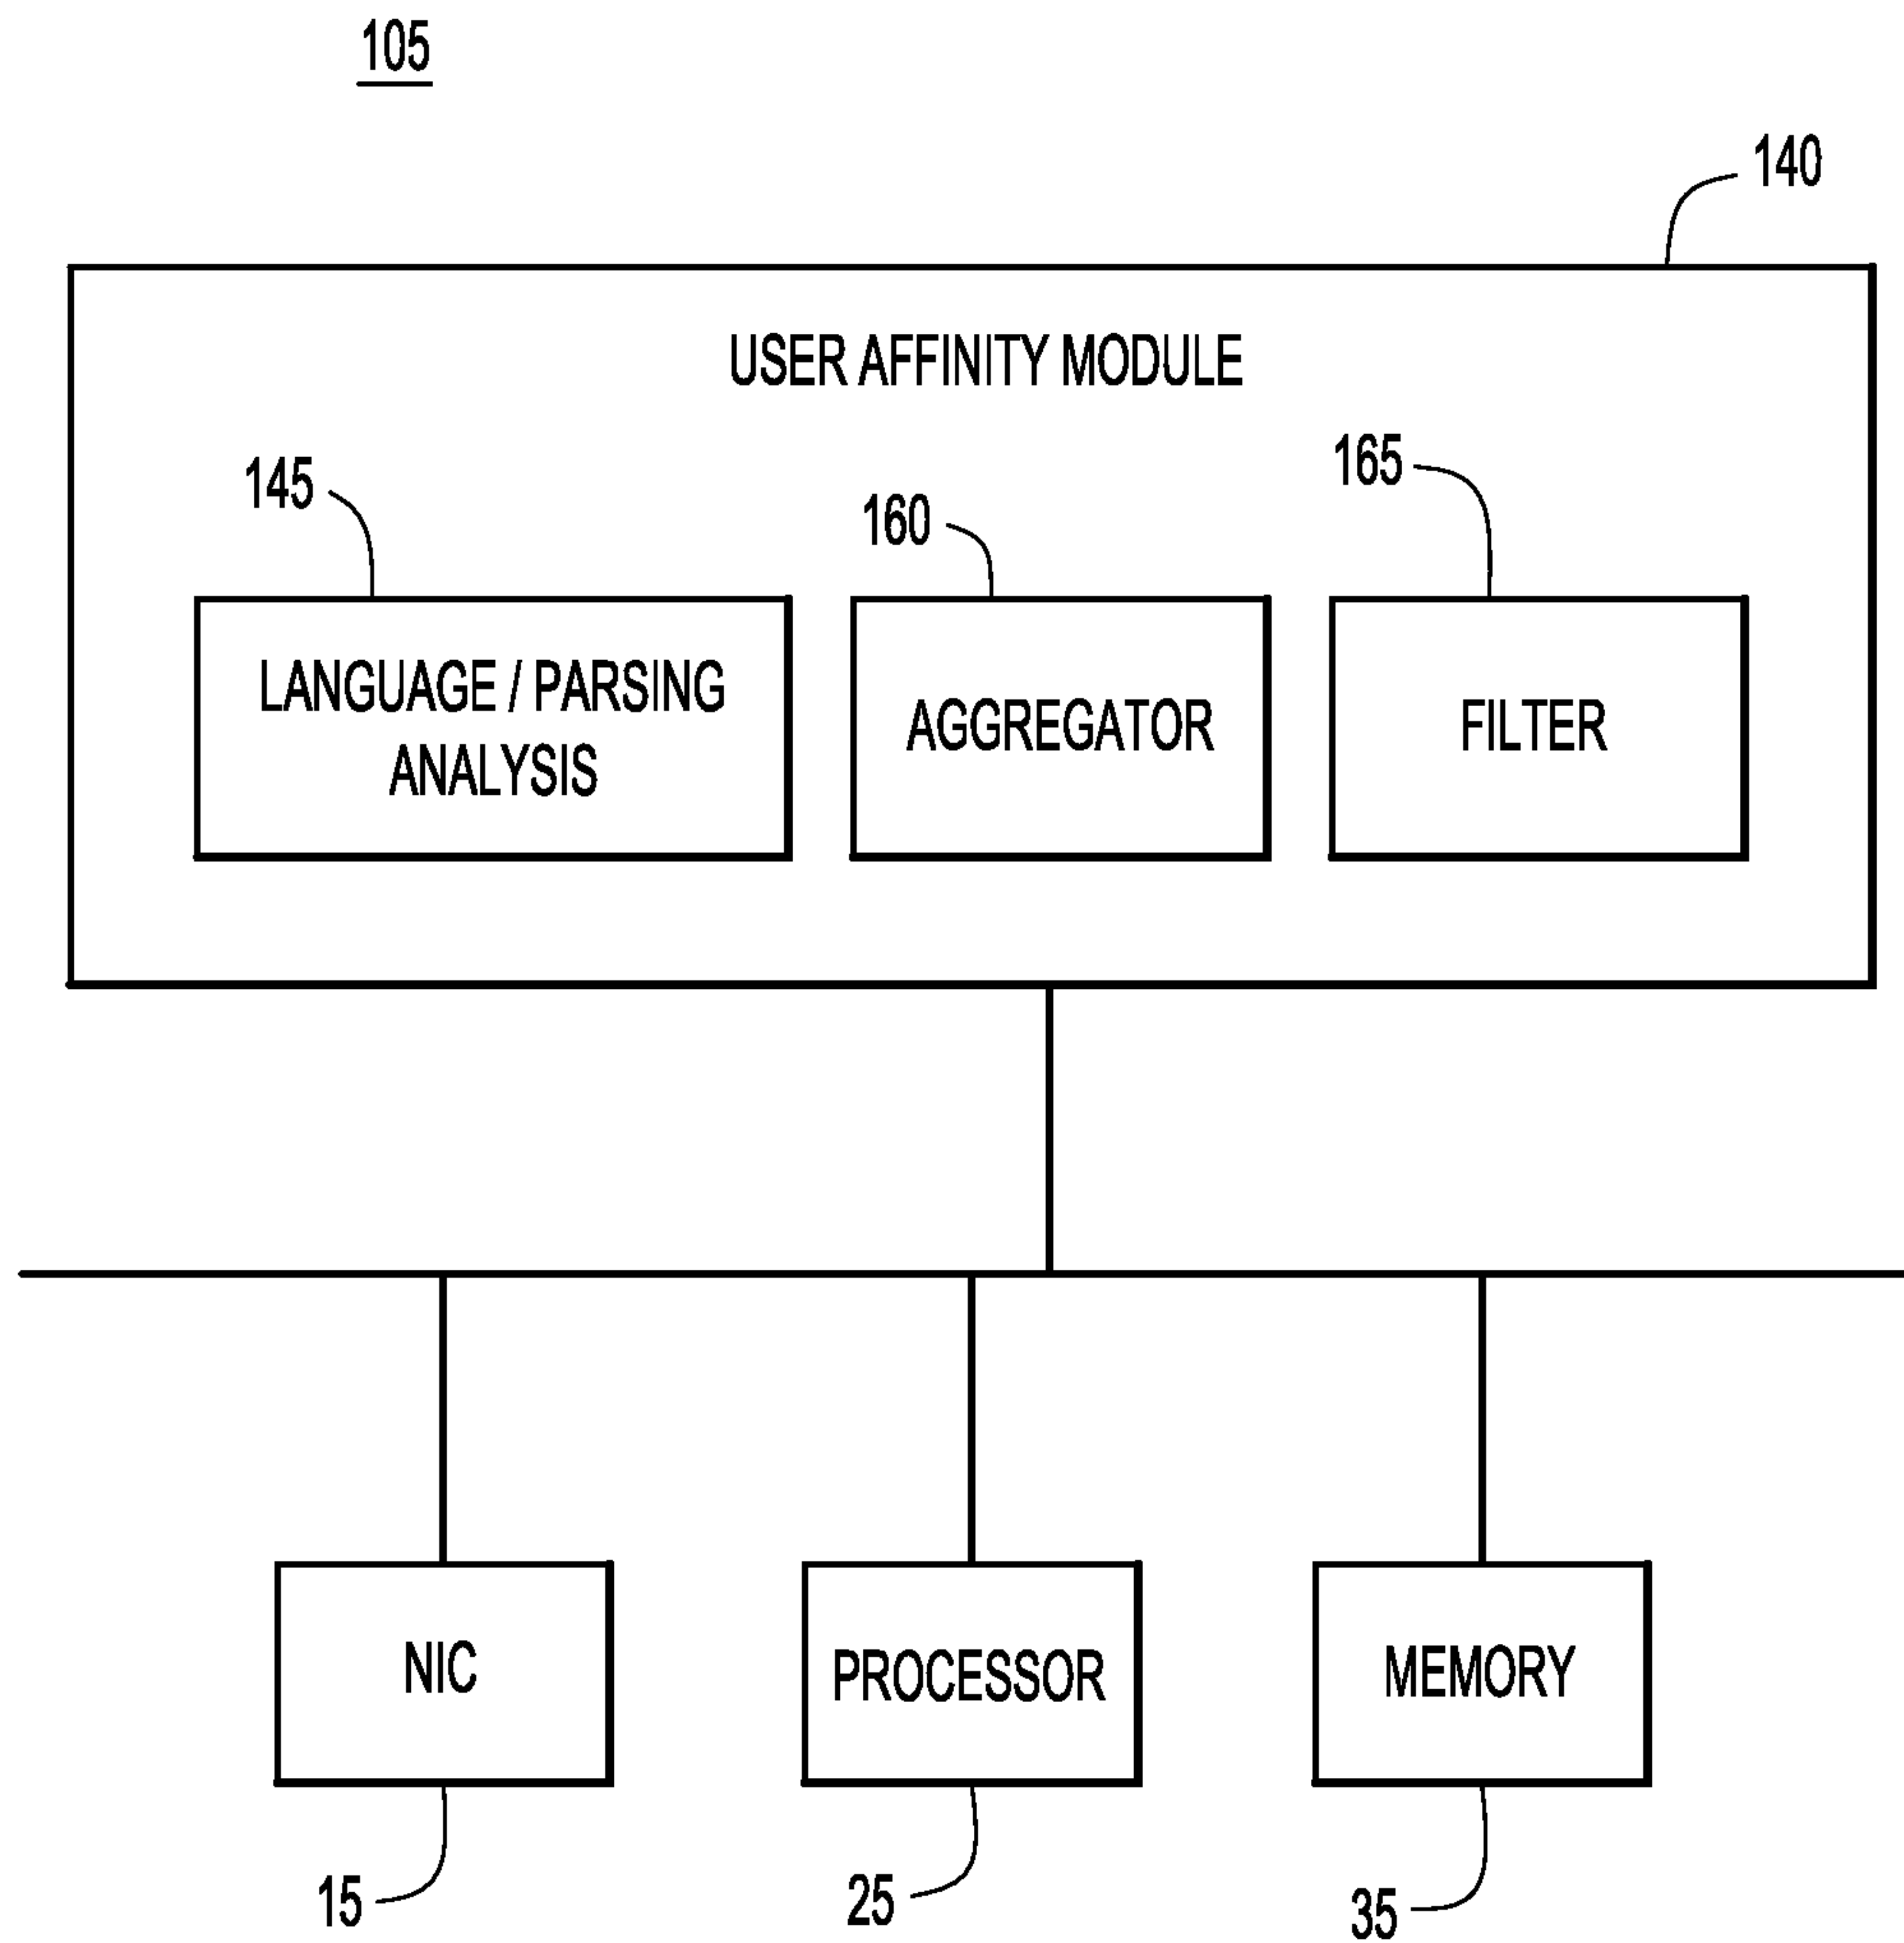 105
140
USER AFFINITY MODULE
145
160
165
LANGUAGE / PARSING
ANALYSIS
AGGREGATOR
FILTER
NIC
PROCESSOR
MEMORY
15
25
35